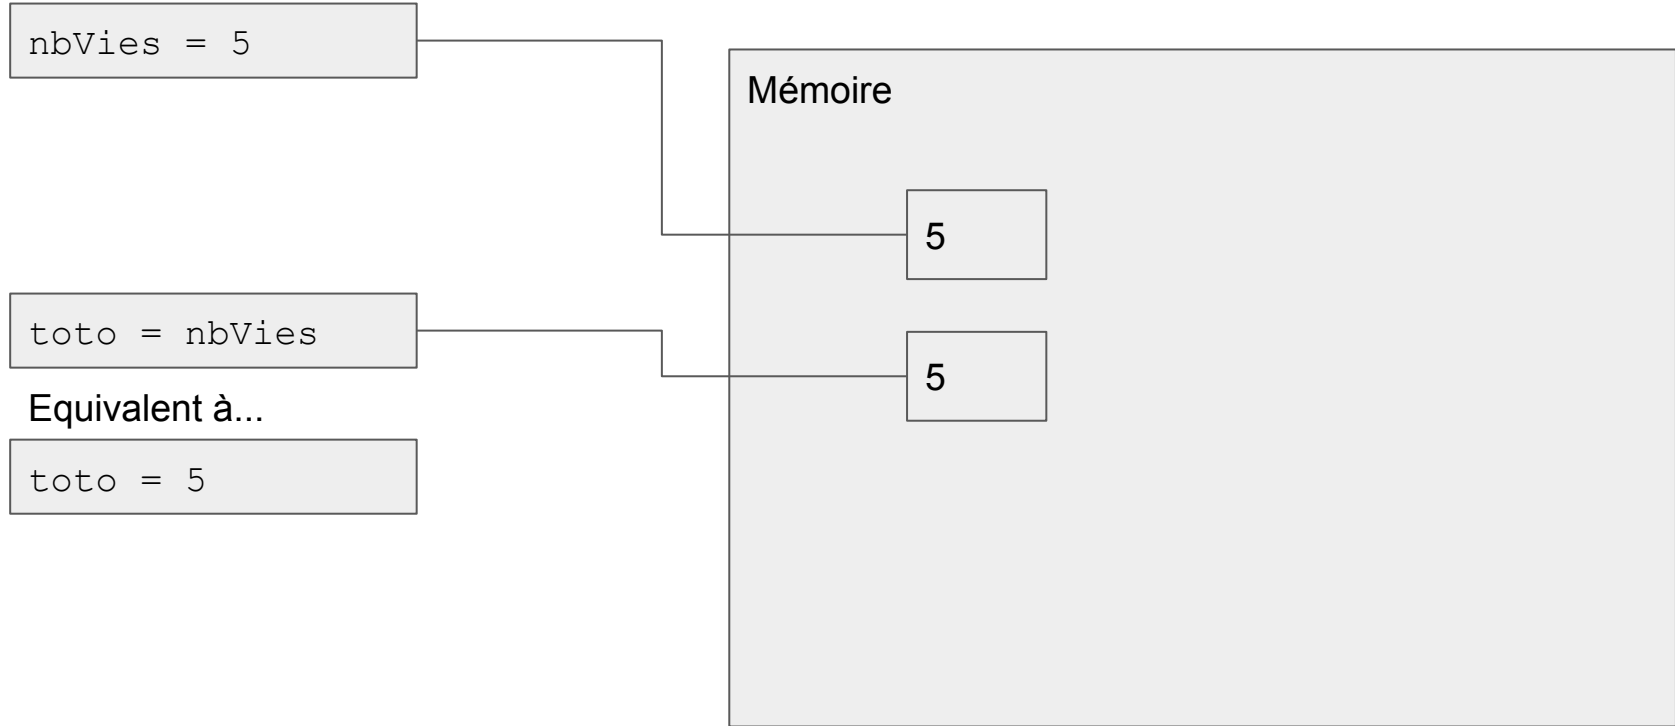 nbVies = 5
Mémoire
5
toto = nbVies
5
Equivalent à...
toto = 5